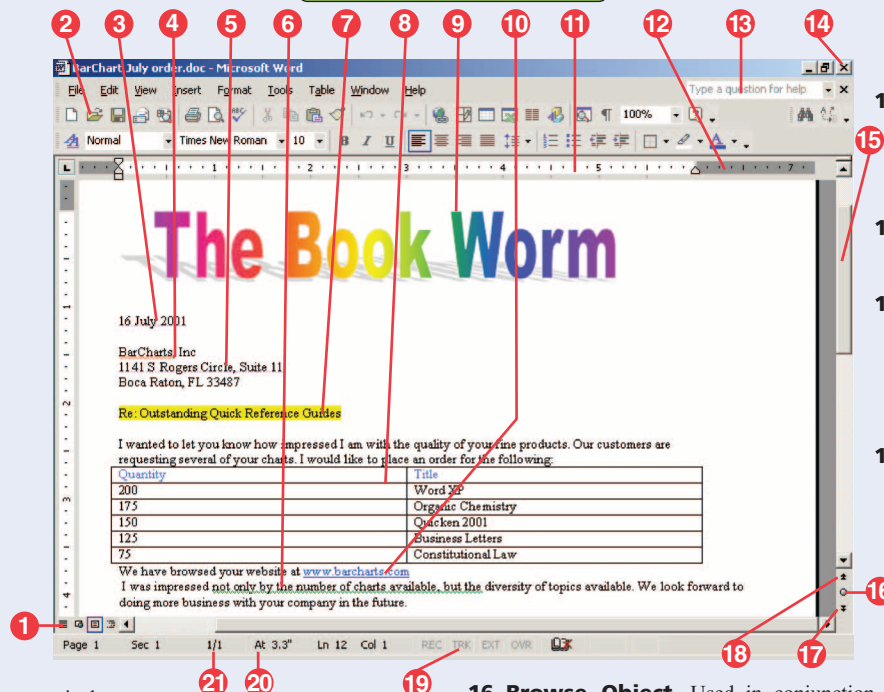 2 3 4 5 6 7 8 9 10 11 12 13 14
BarChart July order.doc - Microsoft Word
File Edit View Insert Format Tools Table Window Help Type a question for help
100%
Normal Times New Roman 10 B I U
1 2 3 4 5 7
15
The Book Worm
16 July 2001
BarCharts, Inc
1141 S Rogers Circle, Suite 11
Boca Raton, FL 33487
Re: Outstanding Quick Reference Guides
I wanted to let you know how impressed I am with the quality of your fine products. Our customers are
requesting several of your charts. I would like to place an order for the following:
Quantity Title
200 Word XP
175 Organic Chemistry
150 Quicken 2001
125 Business Letters
75 Constitutional Law
We have browsed your website at www.barcharts.com
I was impressed not only by the number of charts available, but the diversity of topics available. We look forward to
doing more business with your company in the future.
16
1
Page 1 Sec 1 1/1 At 3.3" Ln 12 Col 1 REC TRK EXT OVR
18 17
21 20 19
16 Browse Object Used in conjunction